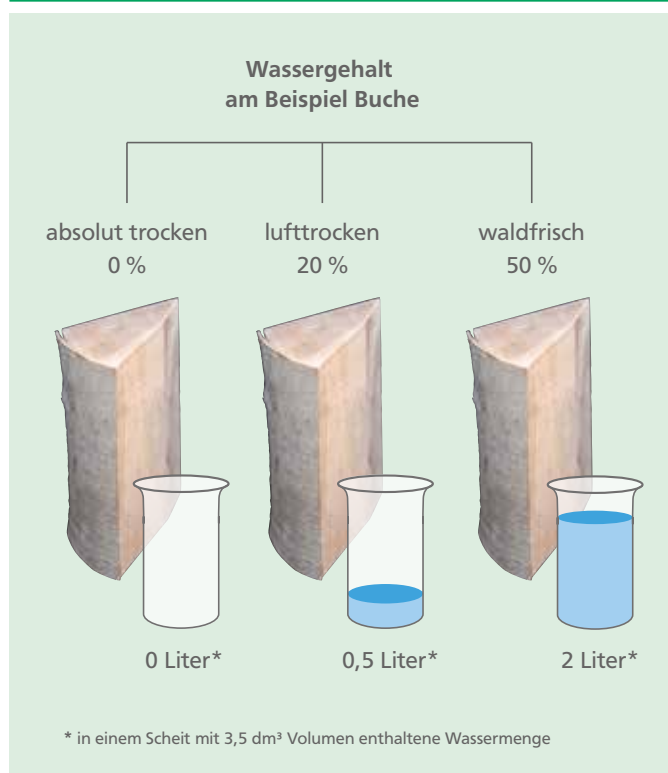 Wassergehalt
am Beispiel Buche
absolut trocken lufttrocken waldfrisch
0 % 20 % 50 %
0 Liter* 0,5 Liter* 2 Liter*
* in einem Scheit mit 3,5 dm³ Volumen enthaltene Wassermenge